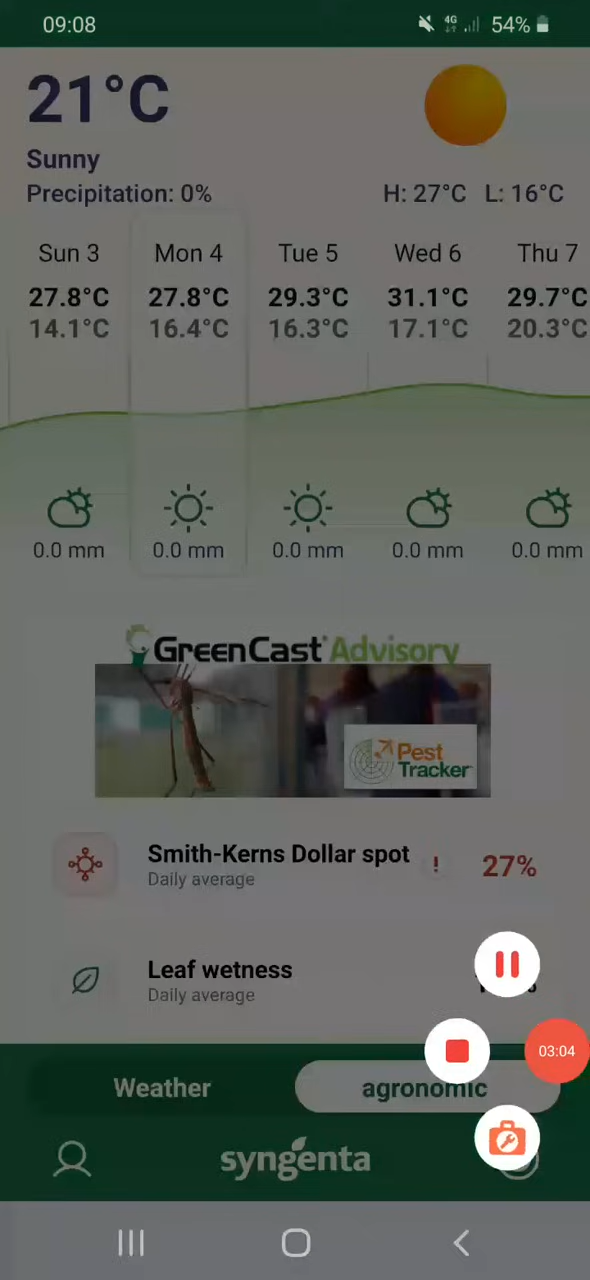 09:08 4G 54%
21°C
Sunny
Precipitation: 0% H: 27°C L: 16°C
Sun 3 Mon 4 Tue 5 Wed 6 Thu 7
27.8°C 27.8°C 29.3°C 31.1°C 29.7°C
14.1°C 16.4°C 16.3°C 17.1°C 20.3°C
0.0 mm 0.0 mm 0.0 mm 0.0 mm 0.0 mm
GreenCast Advisory
Pest
Tracker
Smith-Kerns Dollar spot ! 27%
Daily average
Leaf wetness
Daily average
03:04
Weather agronomic
syngenta